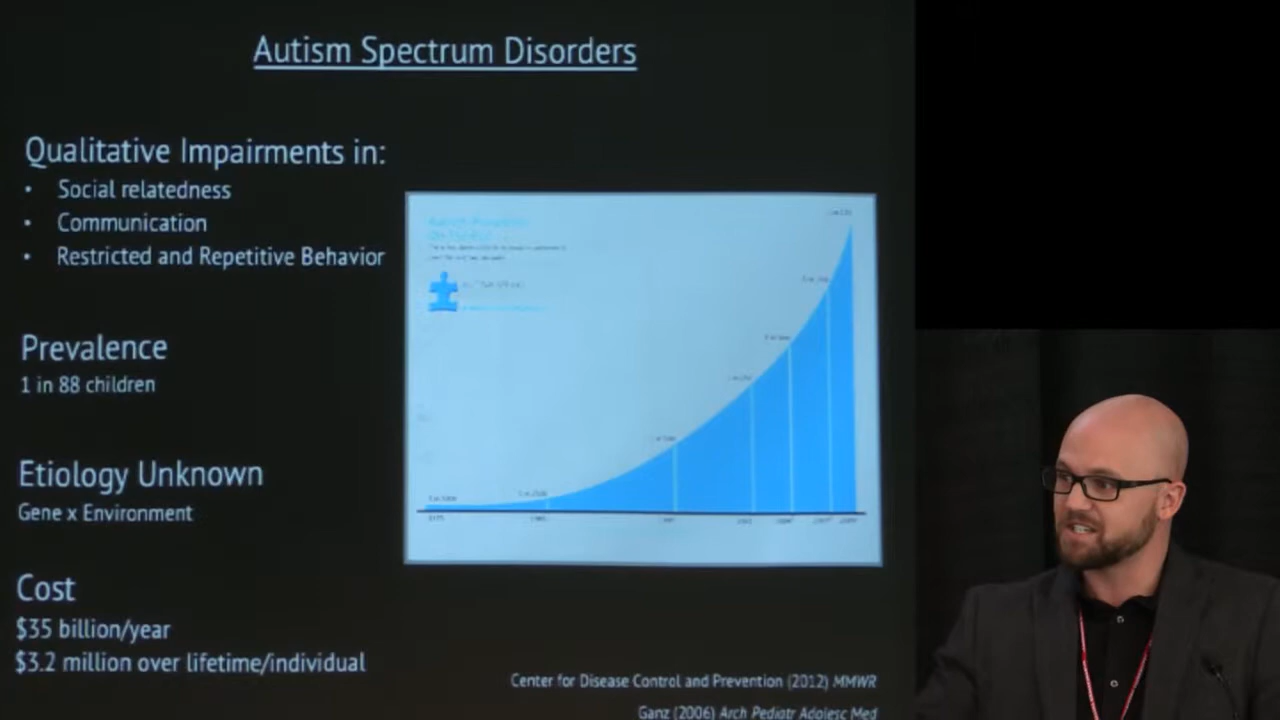 Autism Spectrum Disorders
Qualitative Impairments in:
• Social relatedness
• Communication
• Restricted and Repetitive Behavior
Prevalence
1 in 88 children
Etiology Unknown
Gene x Environment
Cost
$35 billion/year
$3.2 million over lifetime/individual
1975
Center for Disease Control and Prevention (2012) MMWR
Ganz (2006) Arch Pediatr Adolesc Med